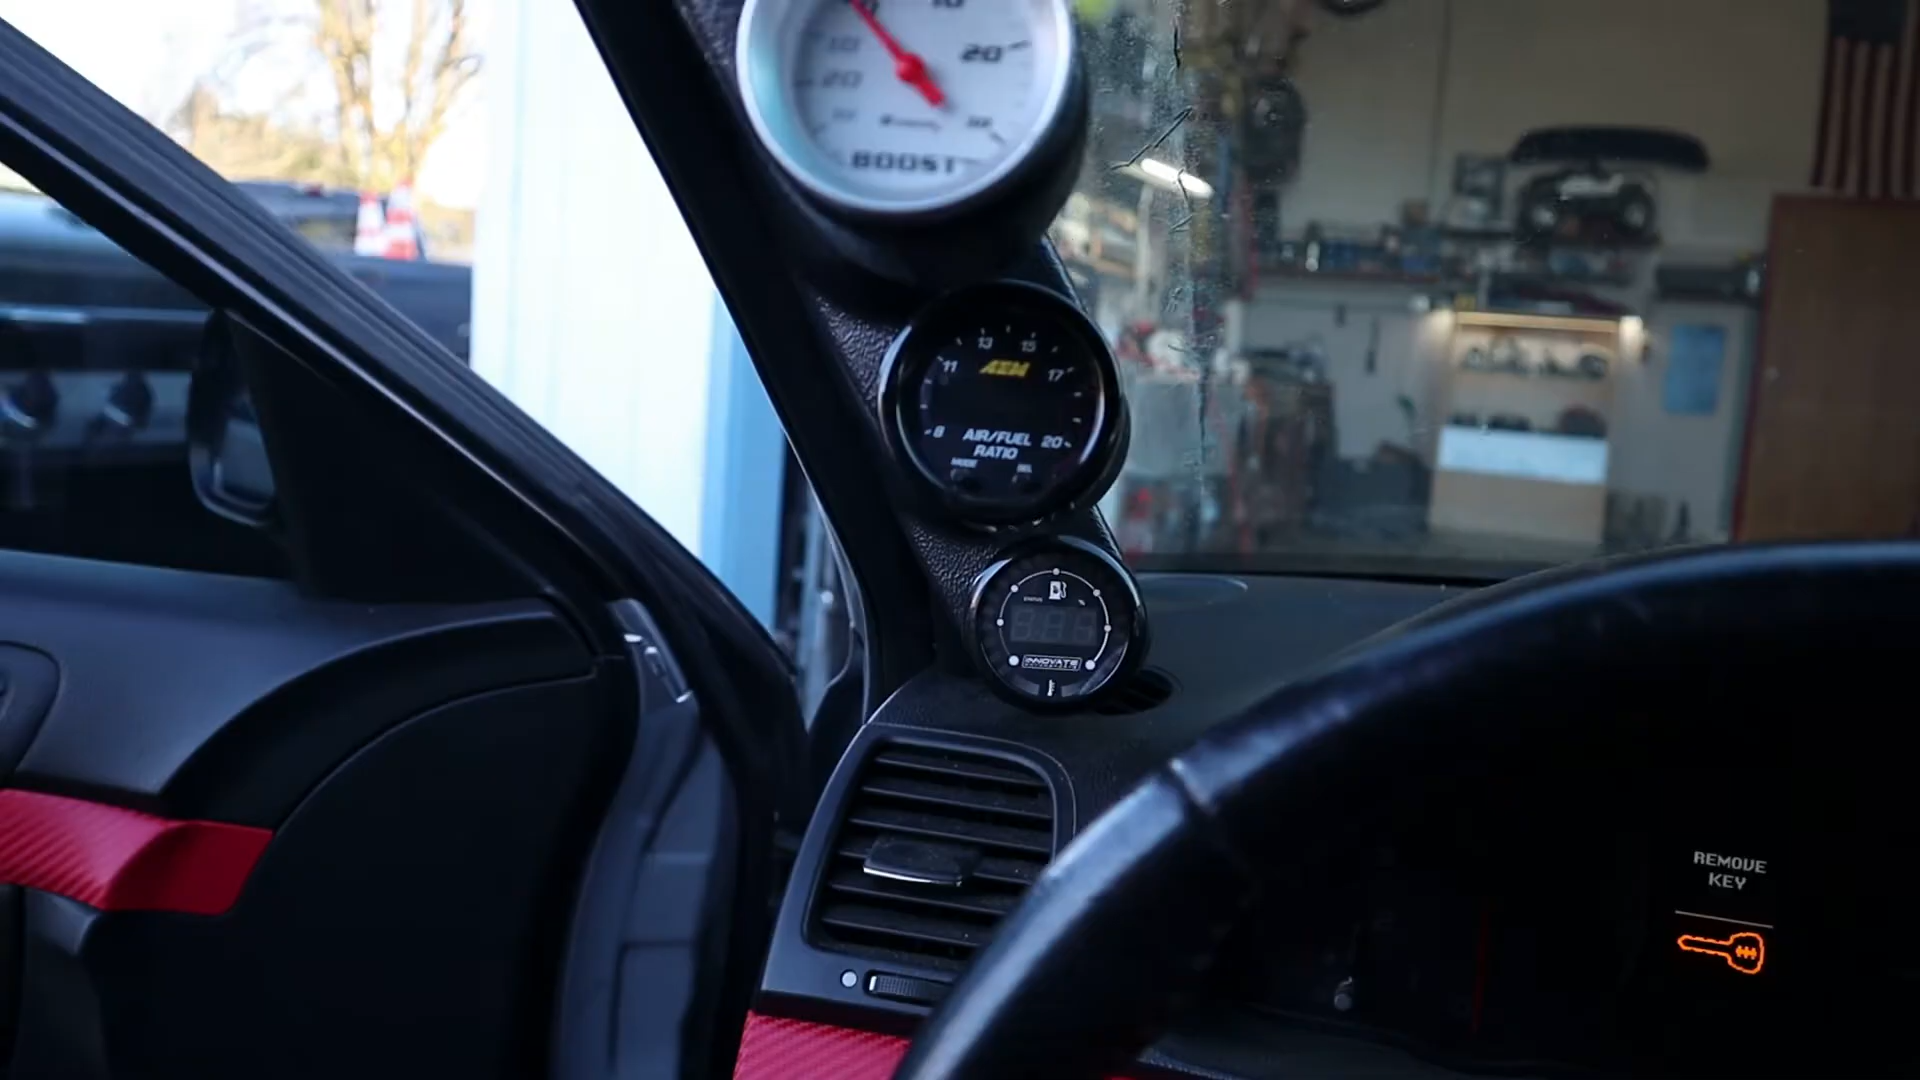 10
10
20
20
30
BOOST
13 15
11
AEM
17
8
AIR/FUEL
20
RATIO
MODE
SEL
STATUS
%
INNOVATE
REMOVE
KEY